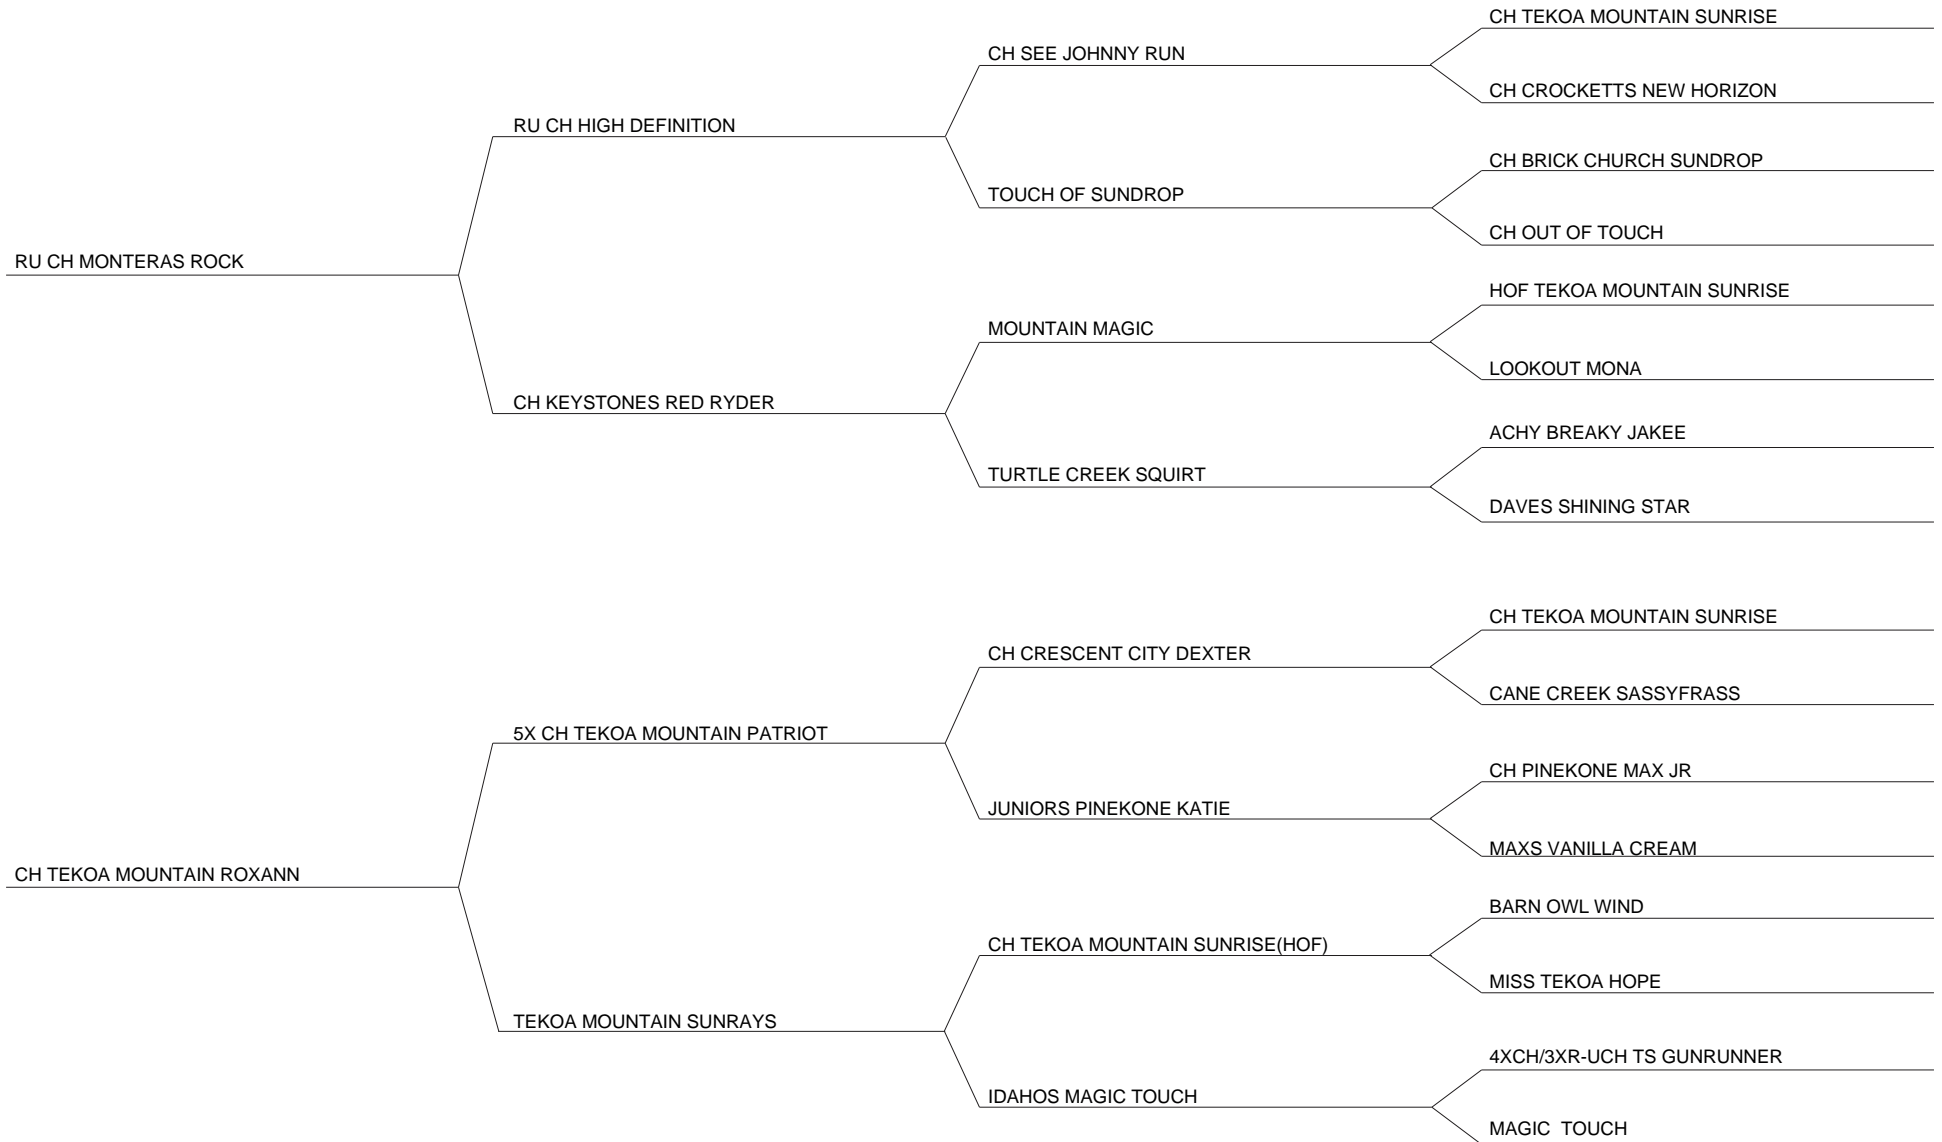 CH TEKOA MOUNTAIN SUNRISE
CH SEE JOHNNY RUN
CH CROCKETTS NEW HORIZON
RU CH HIGH DEFINITION
CH BRICK CHURCH SUNDROP
TOUCH OF SUNDROP
CH OUT OF TOUCH
RU CH MONTERAS ROCK
HOF TEKOA MOUNTAIN SUNRISE
MOUNTAIN MAGIC
LOOKOUT MONA
CH KEYSTONES RED RYDER
ACHY BREAKY JAKEE
TURTLE CREEK SQUIRT
DAVES SHINING STAR
CH TEKOA MOUNTAIN SUNRISE
CH CRESCENT CITY DEXTER
CANE CREEK SASSYFRASS
5X CH TEKOA MOUNTAIN PATRIOT
CH PINEKONE MAX JR
JUNIORS PINEKONE KATIE
MAXS VANILLA CREAM
CH TEKOA MOUNTAIN ROXANN
BARN OWL WIND
CH TEKOA MOUNTAIN SUNRISE(HOF)
MISS TEKOA HOPE
TEKOA MOUNTAIN SUNRAYS
4XCH/3XR-UCH TS GUNRUNNER
IDAHOS MAGIC TOUCH
MAGIC  TOUCH